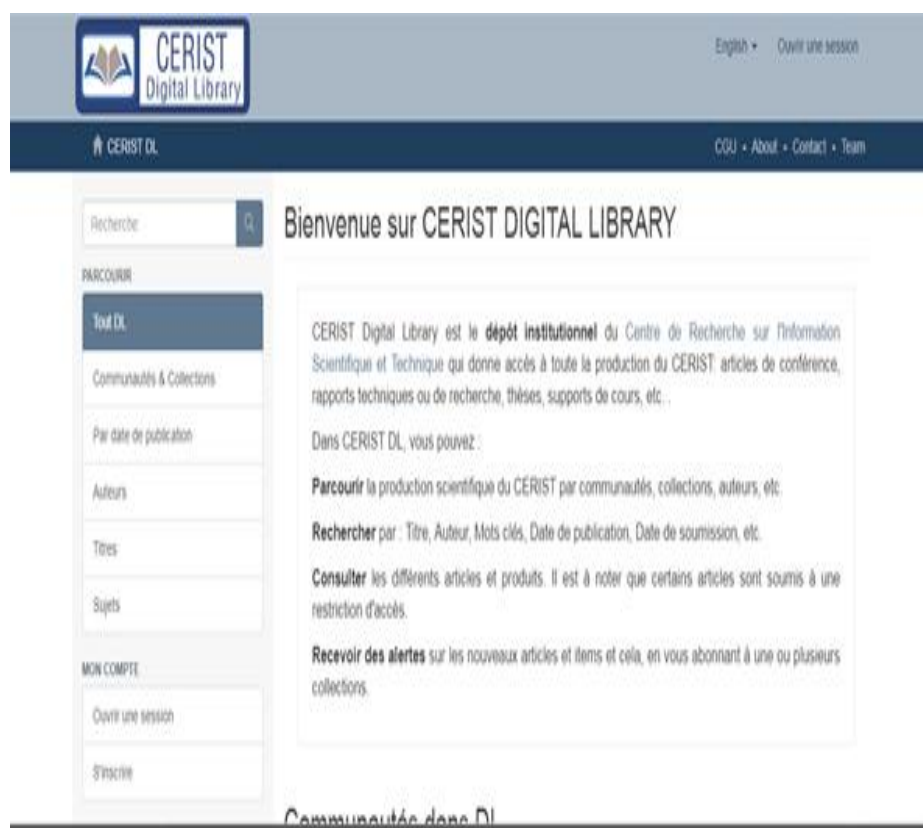 CERIST
Digital Library
English
Ouvrir une session
CERIST DL
CGU • About • Contact • Team
Recherche
PARCOURIR
Tout DL
Communautés & Collections
Par date de publication
Auteurs
Titres
Sujets
MON COMPTE
Ouvrir une session
S'inscrire
Bienvenue sur CERIST DIGITAL LIBRARY
CERIST Digital Library est le dépôt institutionnel du Centre de Recherche sur l'Information
Scientifique et Technique qui donne accès à toute la production du CERIST: articles de conférence,
rapports techniques ou de recherche, thèses, supports de cours, etc...
Dans CERIST DL, vous pouvez :
Parcourir la production scientifique du CERIST par communautés, collections, auteurs, etc.
Rechercher par : Titre, Auteur, Mots clés, Date de publication, Date de soumission, etc.
Consulter les différents articles et produits. Il est à noter que certains articles sont soumis à une
restriction d'accès.
Recevoir des alertes sur les nouveaux articles et items et cela, en vous abonnant à une ou plusieurs
collections.
Communautés dans DL